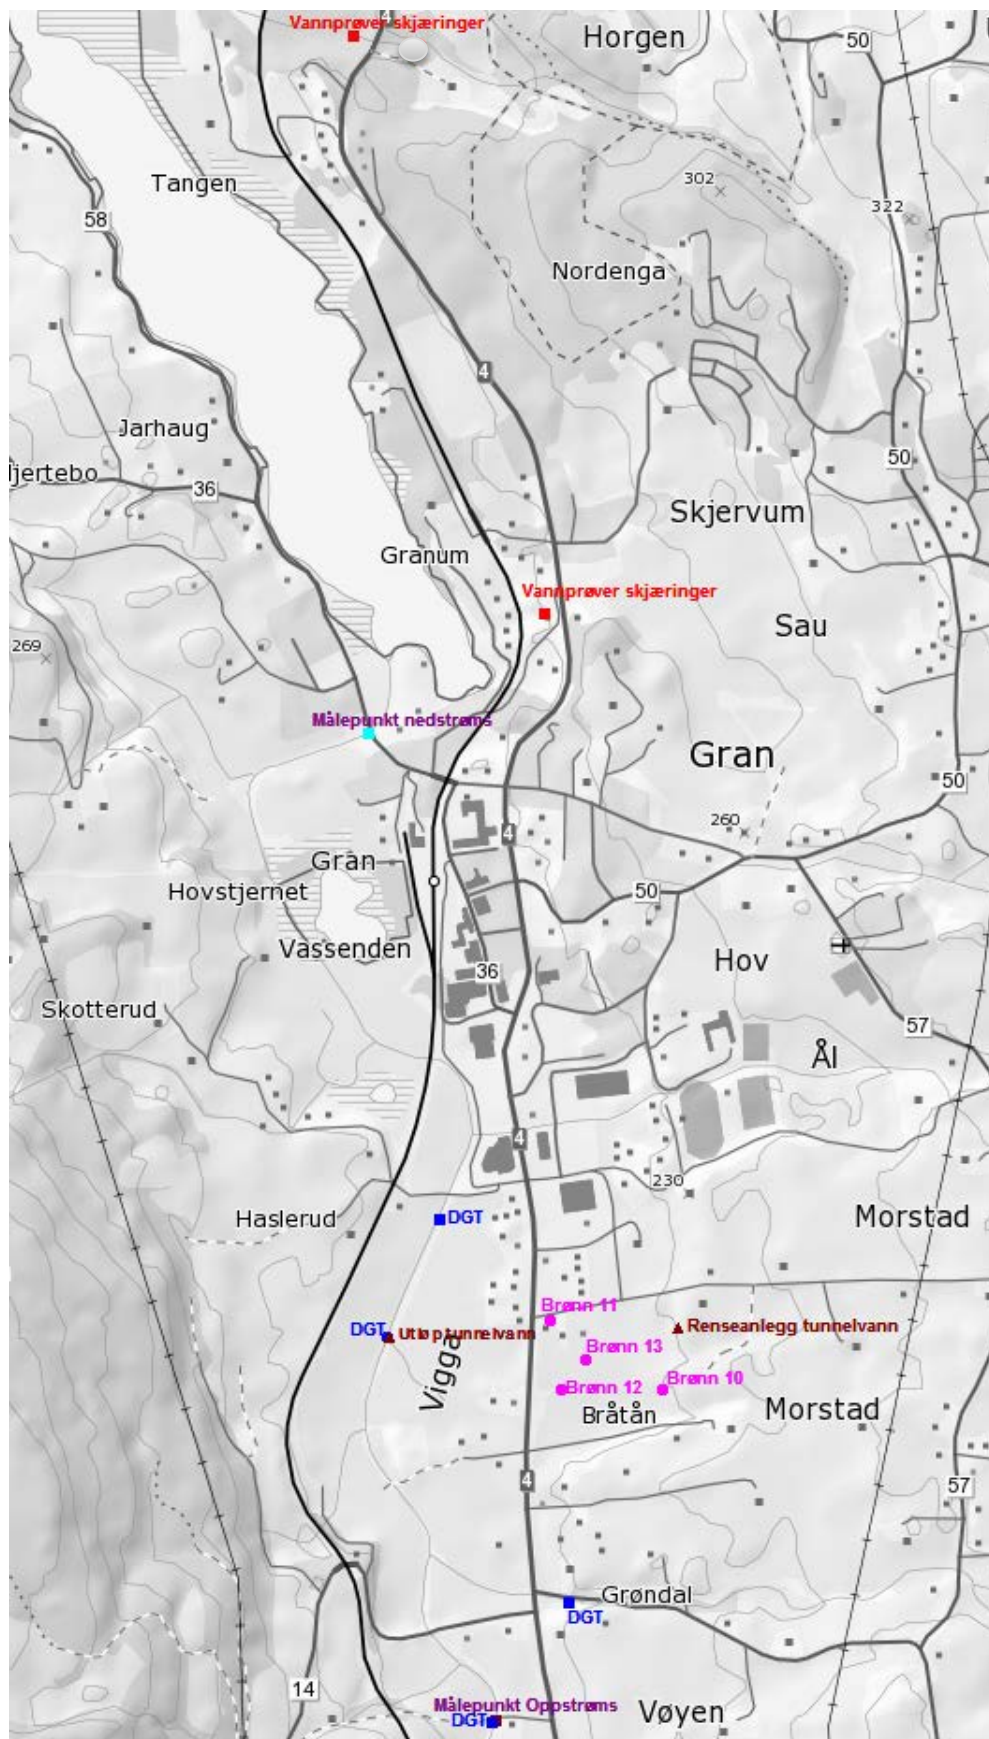 Vannprøver skjæringer
4
Horgen
50
302
Tangen
322
58
Nordenga
4
Jarhaug
50
36
Skjervum
Granum
Vannprøver skjæringer
Sau
269
Målepunkt nedstrøms
Gran
50
260
4
Gran
50
Hovstjernet
Vassenden
Hov
36
Skotterud
57
Ål
4
230
Haslerud
DGT
Morstad
Brønn 11
DGT
Utløp tunnelvann
Renseanlegg tunnelvann
Brønn 13
Vigga
Brønn 12
Brønn 10
Bråtån
Morstad
4
57
Grøndal
DGT
14
Målepunkt Oppstrøms
DGT
Vøyen